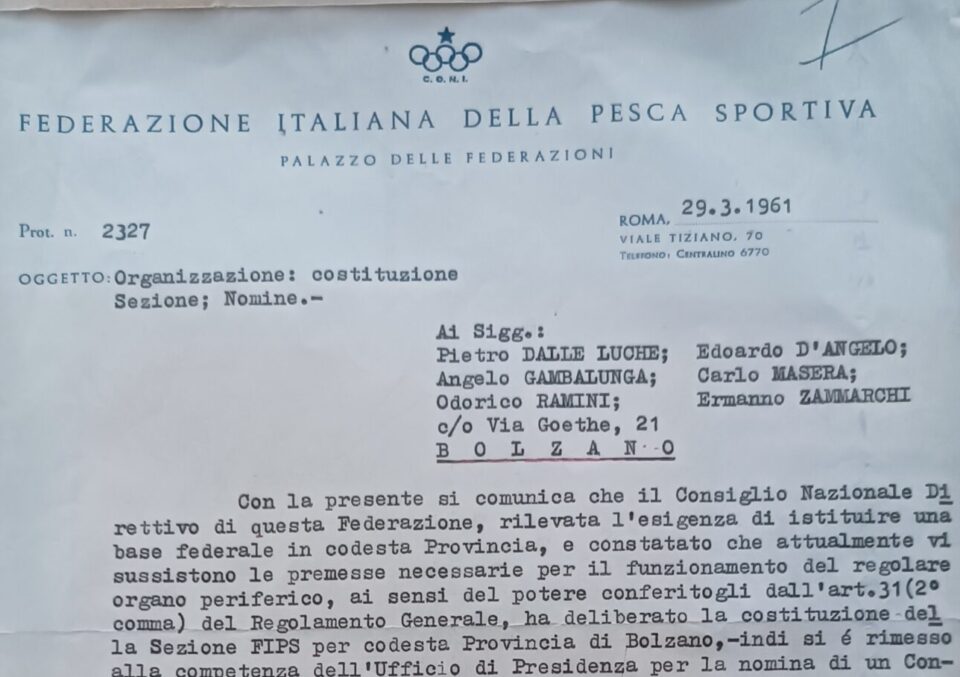 C.O.N.I.
FEDERAZIONE ITALIANA DELLA PESCA SPORTIVA
PALAZZO DELLE FEDERAZIONI
Prot. n. 2327
ROMA, 29.3.1961
VIALE TIZIANO, 70
TELEFONO: CENTRALINO 6770
OGGETTO: Organizzazione: costituzione
Sezione; Nomine.-
Ai Sigg.:
Pietro DALLE LUCHE; Edoardo D'ANGELO;
Angelo GAMBALUNGA; Carlo MASERA;
Odorico RAMINI; Ermanno ZAMMARCHI
c/o Via Goethe, 21
B O L Z A N O
Con la presente si comunica che il Consiglio Nazionale Di
rettivo di questa Federazione, rilevata l'esigenza di istituire una
base federale in codesta Provincia, e constatato che attualmente vi
sussistono le premesse necessarie per il funzionamento del regolare
organo periferico, ai sensi del potere conferitogli dall'art.31(2°
comma) del Regolamento Generale, ha deliberato la costituzione del
la Sezione FIPS per codesta Provincia di Bolzano,-indi si é rimesso
alla competenza dell'Ufficio di Presidenza per la nomina di un Con-